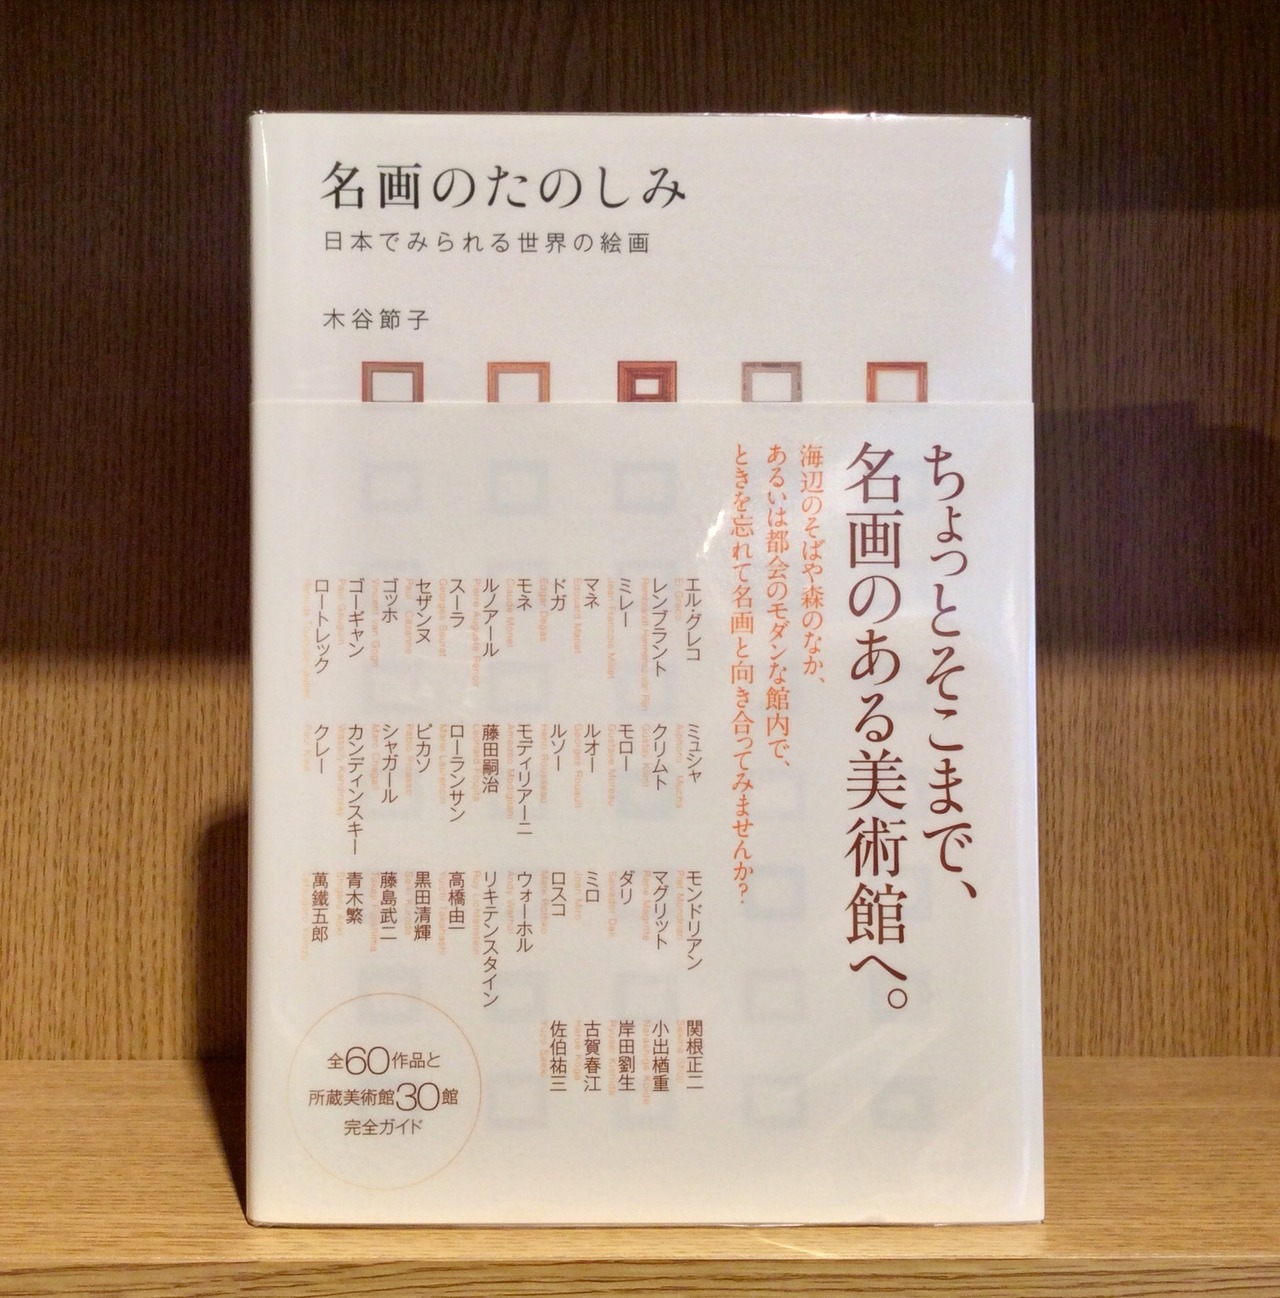 名画のたのしみ
日本でみられる世界の絵画
木谷節子
ちょっとそこまで、
名画のある美術館へ。
海辺のそばや森のなか、
あるいは都会のモダンな館内で、
ときを忘れて名画と向き合ってみませんか?
エル・グレコ
レンブラント
ミレー
マネ
ドガ
モネ
ルノアール
スーラ
セザンヌ
ゴッホ
ゴーギャン
ロートレック
ミュシャ
クリムト
モロー
ルオー
ルソー
モディリアーニ
藤田嗣治
ローランサン
ピカソ
シャガール
カンディンスキー
クレー
モンドリアン
マグリット
ダリ
ミロ
ロスコ
ウォーホル
リキテンスタイン
高橋由一
黒田清輝
藤島武二
青木繁
萬鐵五郎
関根正二
小出楢重
岸田劉生
古賀春江
佐伯祐三
全60作品と
所蔵美術館30館
完全ガイド